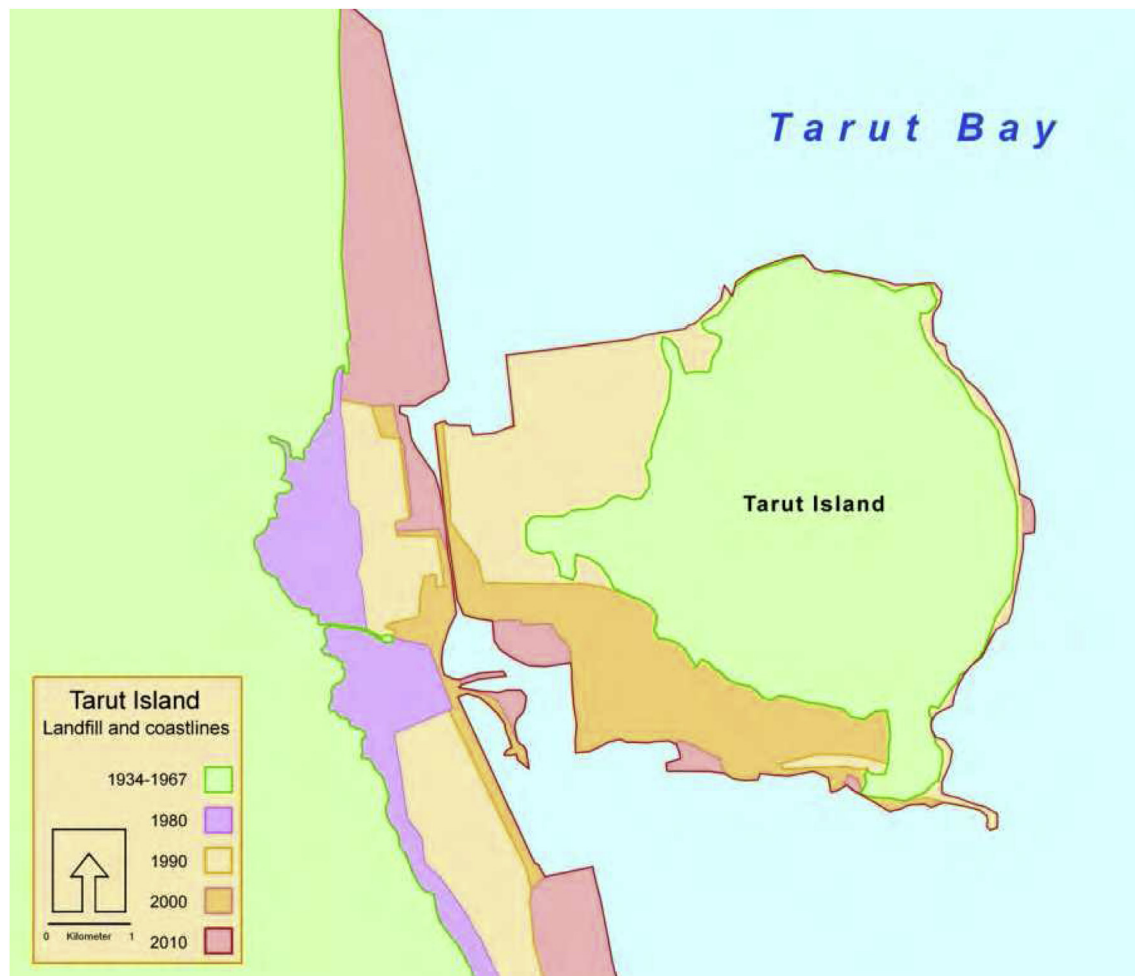 Tarut Bay
Tarut Island
Tarut Island
Landfill and coastlines
1934-1967
1980
1990
2000
2010
0 Kilometer 1